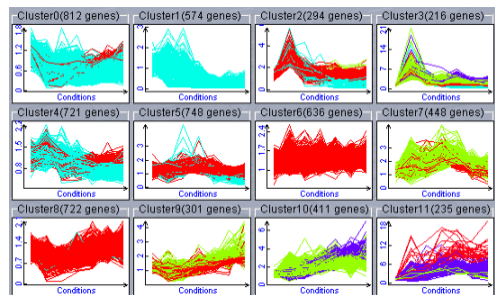 Cluster0(812 genes) Cluster1(574 genes) Cluster2(294 genes) Cluster3(216 genes)
Conditions Conditions Conditions Conditions
Cluster4(721 genes) Cluster5(748 genes) Cluster6(636 genes) Cluster7(448 genes)
Conditions Conditions Conditions Conditions
Cluster8(722 genes) Cluster9(301 genes) Cluster10(411 genes) Cluster11(235 genes)
Conditions Conditions Conditions Conditions